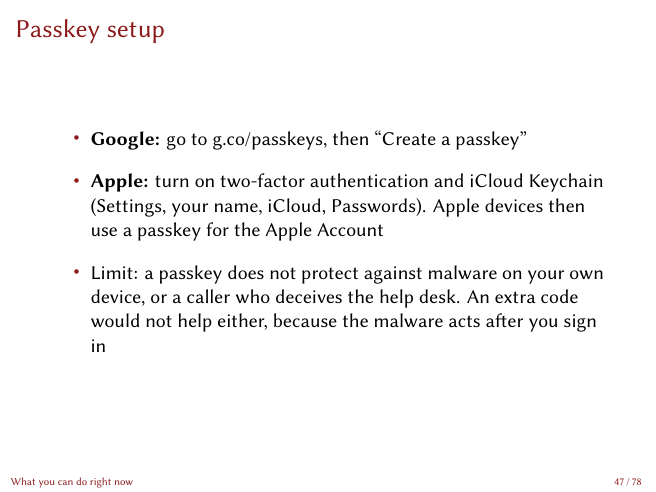 Passkey setup
• Google: go to g.co/passkeys, then “Create a passkey”
• Apple: turn on two-factor authentication and iCloud Keychain
(Settings, your name, iCloud, Passwords). Apple devices then
use a passkey for the Apple Account
• Limit: a passkey does not protect against malware on your own
device, or a caller who deceives the help desk. An extra code
would not help either, because the malware acts after you sign
in
What you can do right now
47 / 78